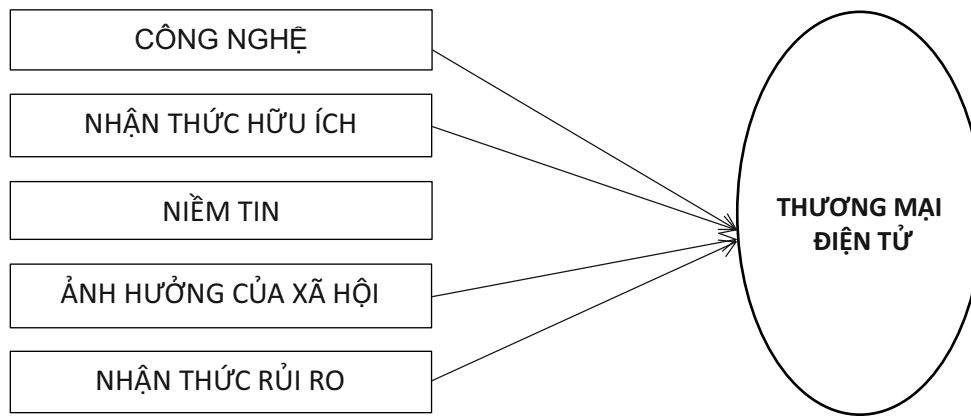 CÔNG NGHỆ
NHẬN THỨC HỮU ÍCH
NIỀM TIN
ẢNH HƯỞNG CỦA XÃ HỘI
NHẬN THỨC RỦI RO
THƯƠNG MẠI
ĐIỆN TỬ